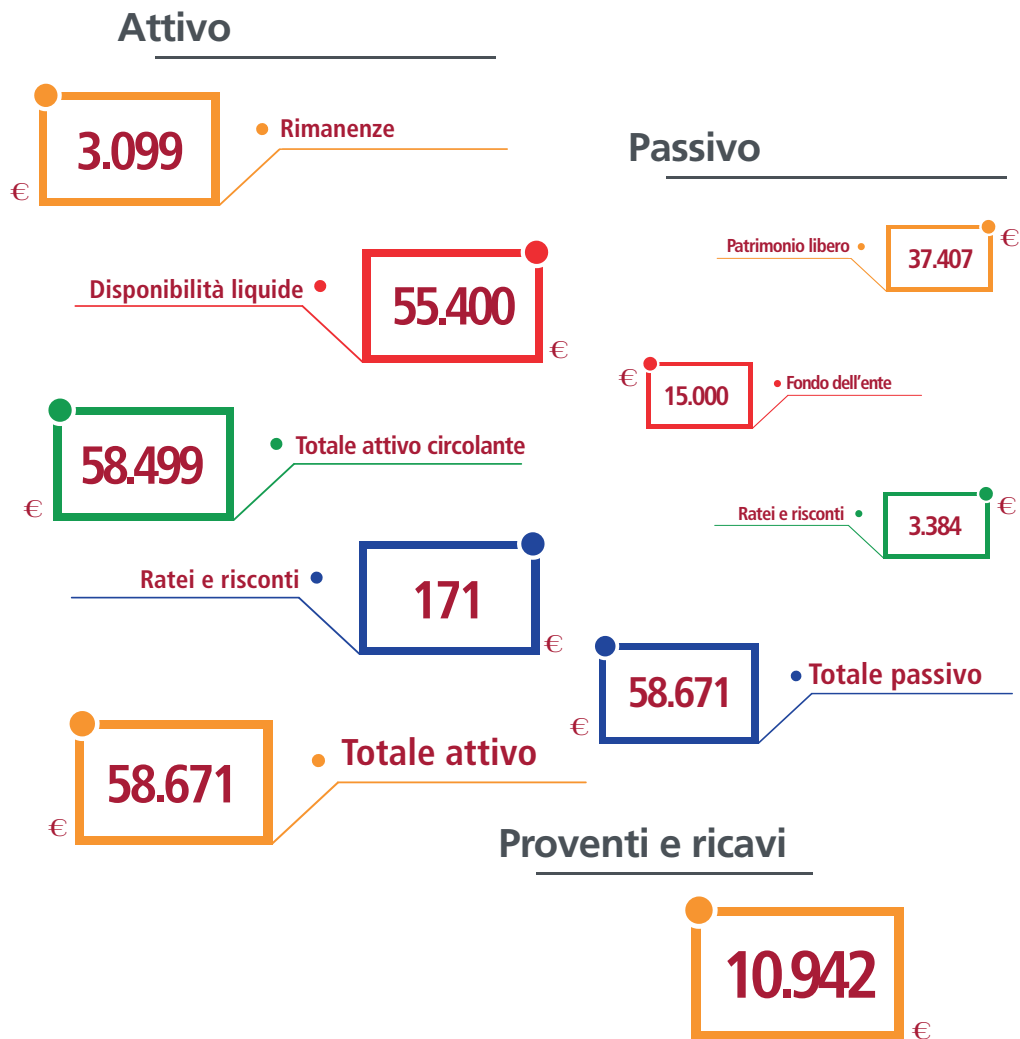 Attivo
3.099
€
Rimanenze
Disponibilità liquide
55.400
€
58.499
€
Totale attivo circolante
Ratei e risconti
171
€
58.671
€
Totale attivo
Passivo
Patrimonio libero
37.407
€
€
15.000
Fondo dell’ente
Ratei e risconti
3.384
€
58.671
€
Totale passivo
Proventi e ricavi
10.942
€